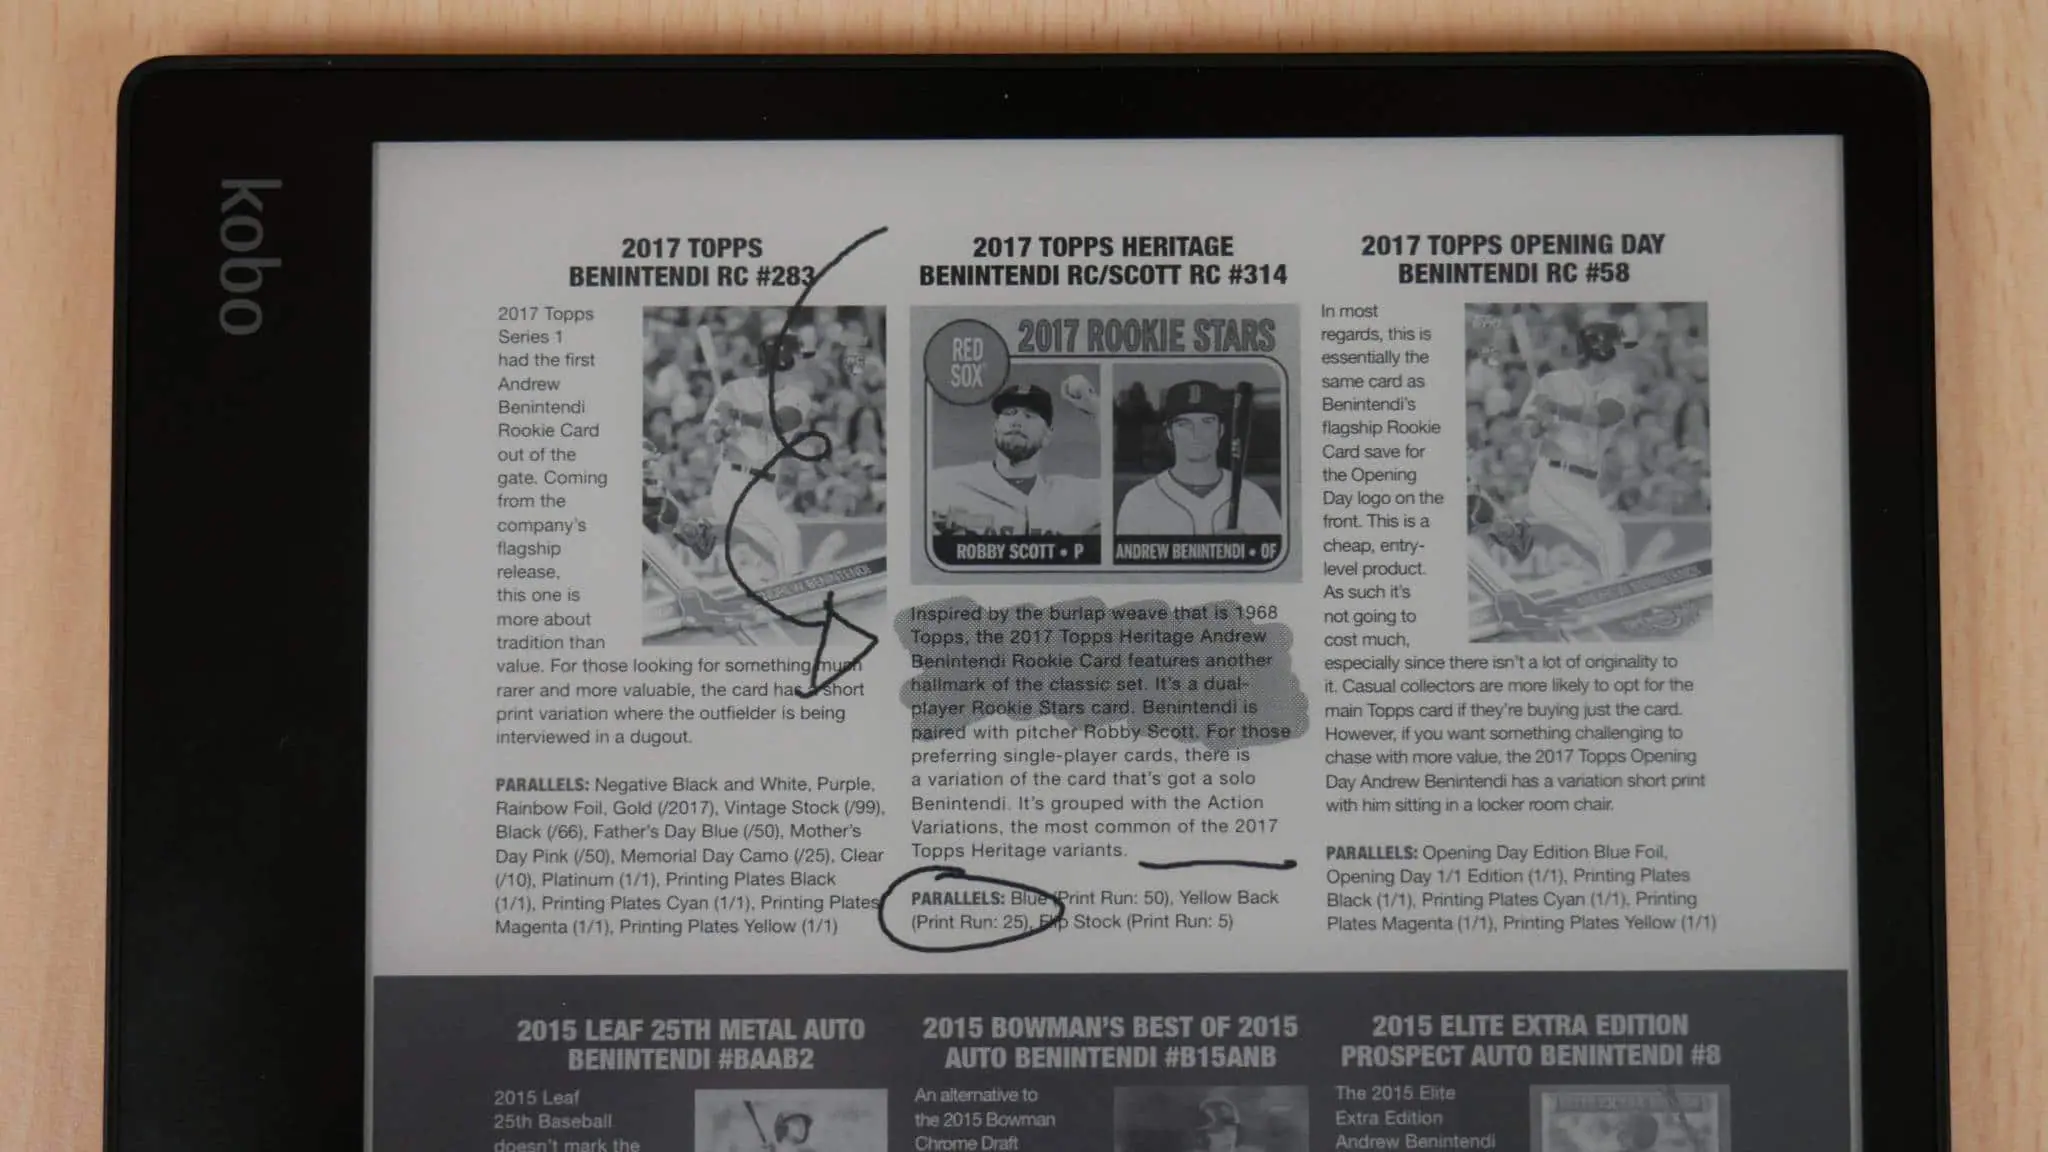 kobo
2017 TOPPS
BENINTENDI RC #283
2017 Topps
Series 1
had the first
Andrew
Benintendi
Rookie Card
out of the
gate. Coming
from the
company's
flagship
release,
this one is
more about
tradition than
value. For those looking for something much
rarer and more valuable, the card has a short
print variation where the outfielder is being
interviewed in a dugout.
PARALLELS: Negative Black and White, Purple,
Rainbow Foil, Gold (/2017), Vintage Stock (/99),
Black (/66), Father's Day Blue (/50), Mother's
Day Pink (/50), Memorial Day Camo (/25), Clear
(/10), Platinum (1/1), Printing Plates Black
(1/1), Printing Plates Cyan (1/1), Printing Plates
Magenta (1/1), Printing Plates Yellow (1/1)
ANDREW BENINTENDI
2017 TOPPS HERITAGE
BENINTENDI RC/SCOTT RC #314
RED
SOX
2017 ROOKIE STARS
ROBBY SCOTT • P
ANDREW BENINTENDI • OF
Inspired by the burlap weave that is 1968
Topps, the 2017 Topps Heritage Andrew
Benintendi Rookie Card features another
hallmark of the classic set. It's a dual-
player Rookie Stars card. Benintendi is
paired with pitcher Robby Scott. For those
preferring single-player cards, there is
a variation of the card that's got a solo
Benintendi. It's grouped with the Action
Variations, the most common of the 2017
Topps Heritage variants.
PARALLELS: Blue (Print Run: 50), Yellow Back
(Print Run: 25), Flip Stock (Print Run: 5)
2017 TOPPS OPENING DAY
BENINTENDI RC #58
In most
regards, this is
essentially the
same card as
Benintendi's
flagship Rookie
Card save for
the Opening
Day logo on the
front. This is a
cheap, entry-
level product.
As such it's
not going to
cost much,
especially since there isn't a lot of originality to
it. Casual collectors are more likely to opt for the
main Topps card if they're buying just the card.
However, if you want something challenging to
chase with more value, the 2017 Topps Opening
Day Andrew Benintendi has a variation short print
with him sitting in a locker room chair.
PARALLELS: Opening Day Edition Blue Foil,
Opening Day 1/1 Edition (1/1), Printing Plates
Black (1/1), Printing Plates Cyan (1/1), Printing
Plates Magenta (1/1), Printing Plates Yellow (1/1)
ANDREW BENINTENDI
2015 LEAF 25TH METAL AUTO
BENINTENDI #BAAB2
2015 Leaf
25th Baseball
doesn't mark the
2015 BOWMAN'S BEST OF 2015
AUTO BENINTENDI #B15ANB
An alternative to
the 2015 Bowman
Chrome Draft
2015 ELITE EXTRA EDITION
PROSPECT AUTO BENINTENDI #8
The 2015 Elite
Extra Edition
Andrew Benintendi